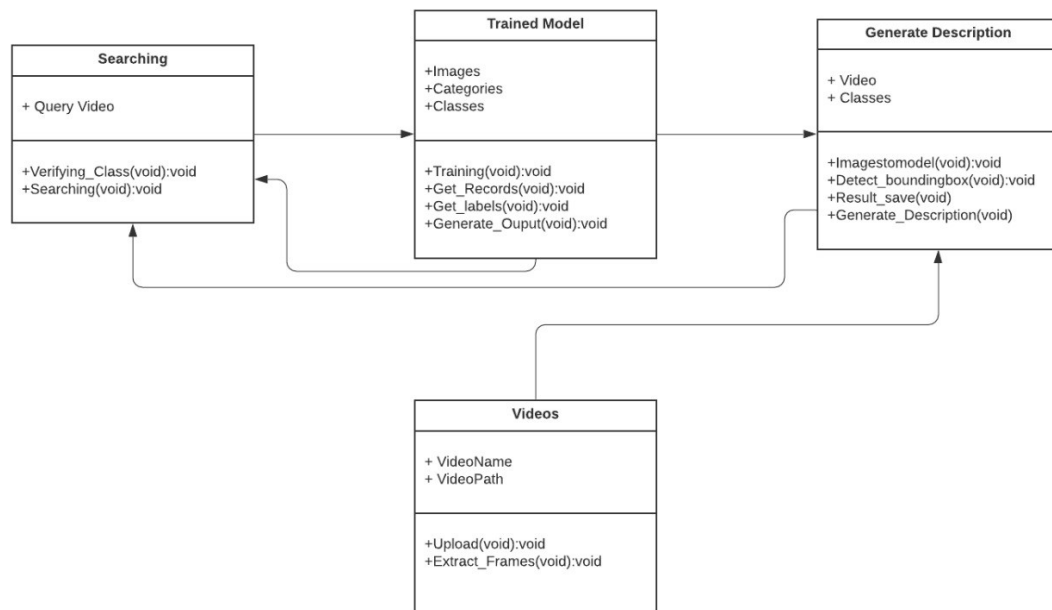 Searching
+ Query Video
+Verifying_Class(void):void
+Searching(void):void
Trained Model
+Images
+Categories
+Classes
+Training(void):void
+Get_Records(void):void
+Get_labels(void):void
+Generate_Ouput(void):void
Generate Description
+ Video
+ Classes
+Imagestomodel(void):void
+Detect_boundingbox(void):void
+Result_save(void)
+Generate_Description(void)
Videos
+ VideoName
+ VideoPath
+Upload(void):void
+Extract_Frames(void):void